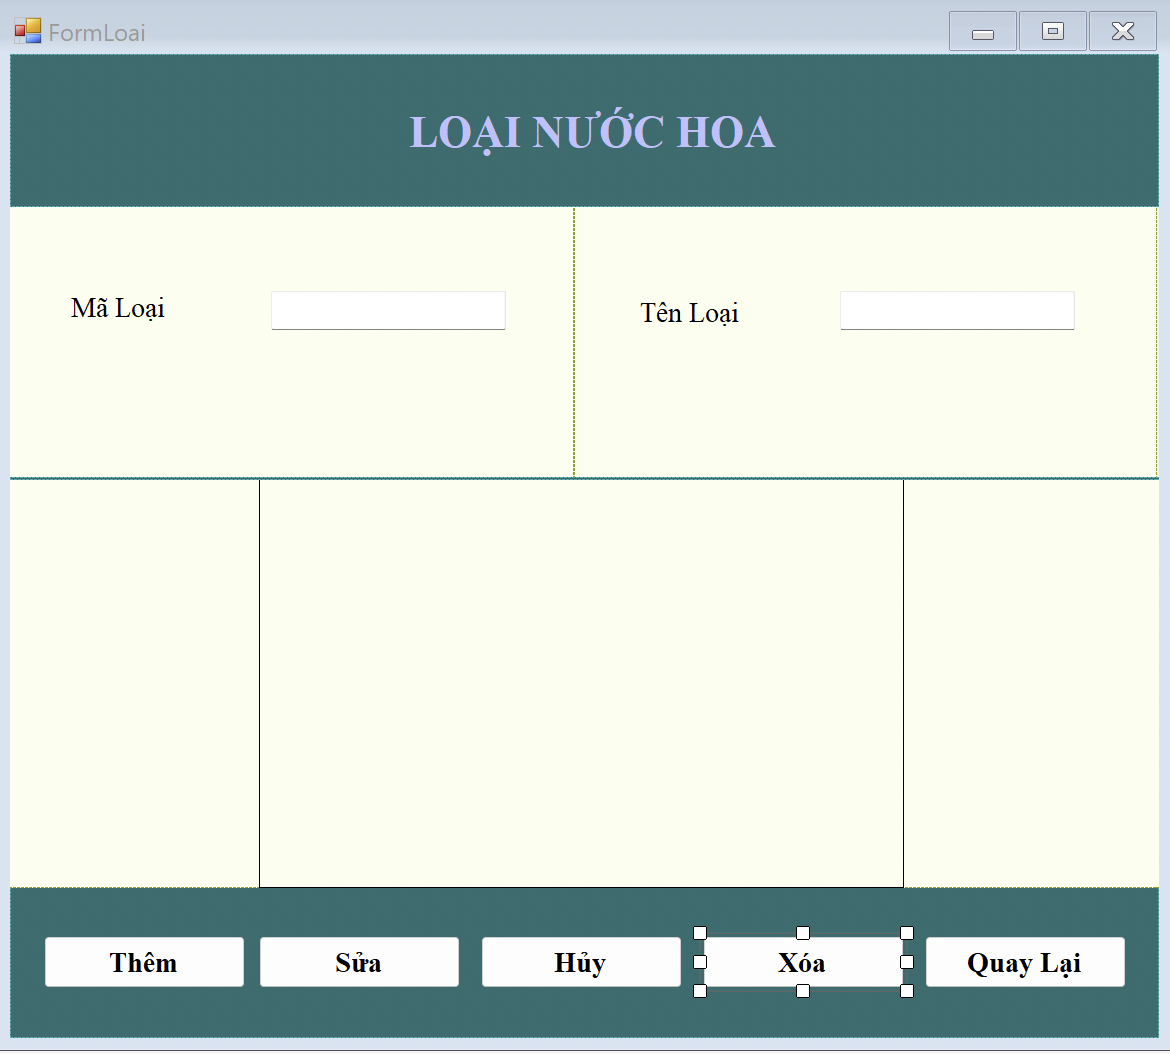 FormLoai
LOẠI NƯỚC HOA
Mã Loại
Tên Loại
Thêm
Sửa
Hủy
Xóa
Quay Lại